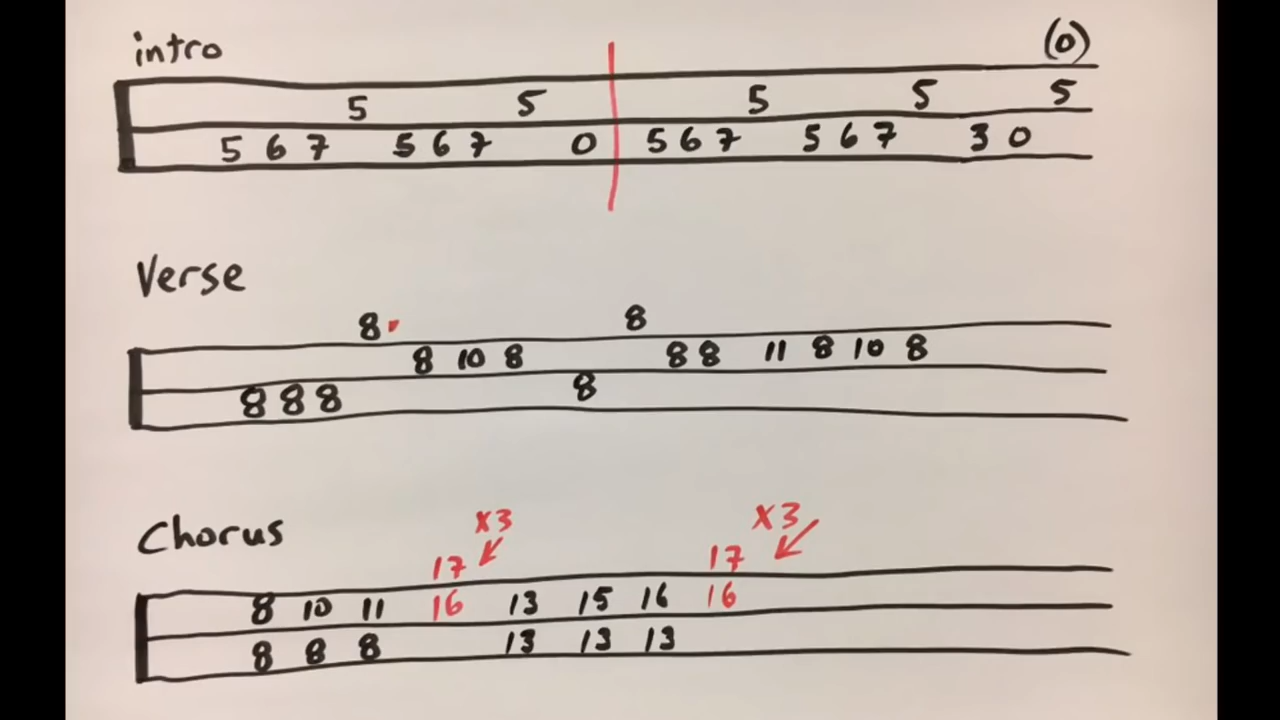 intro (0)
5 5 5 5 5
5 6 7 5 6 7 0 5 6 7 5 6 7 3 0
Verse
8 8
8 10 8 8 8 11 8 10 8
8 8 8 8
Chorus
x3 x3
17 17
8 10 11 16 13 15 16 16
8 8 8 13 13 13